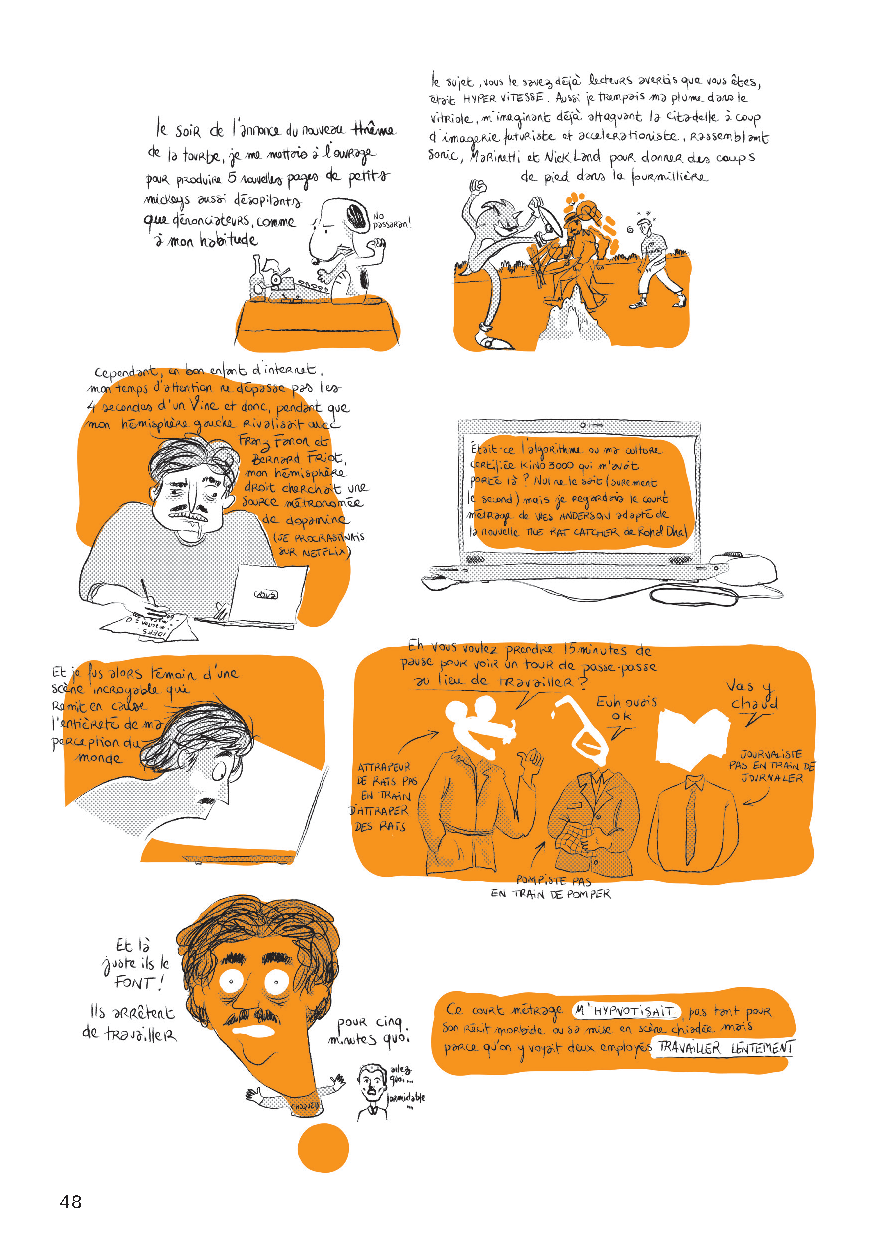 le soir de l'annonce du nouveau thhême
de la tourbe, je me mettais à l'ouvrage
pour produire 5 nouvelles pages de petits
mickeys aussi désopilants
que dénonciateurs, comme
à mon habitude
NO
PASSARAN!
le sujet, vous le savez déjà lecteurs avertis que vous êtes,
était HYPER VITESSE. Aussi je trempais ma plume dans le
vitriole, m'imaginant déjà attaquant la citadelle à coup
d'imagerie futuriste et accelerationiste, rassemblant
Sonic, Marinetti et Nick Land pour donner des coups
de pied dans la fourmillière
Cependant, en bon enfant d'internet,
mon temps d'attention ne dépasse pas les
4 secondes d'un Vine et donc, pendant que
mon hémisphère gauche rivalisait avec
Franz Fanon et
Bernard Friot,
mon hémisphère
droit cherchait une
source métronomée
de dopamine
(JE PROCRASTINAIS
SUR NETFLIX)
Était-ce l'algorithme ou ma culture
certifiée KINO 3000 qui m'avait
porté là ? Nul ne le sait (surement
le second) mais je regardais le court
métrage de WES ANDERSON adapté de
la nouvelle THE RAT CATCHER de Rohal Dhal
Et je fus alors témoin d'une
scène incroyable qui
remit en cause
l'entièreté de ma
perception du
monde
Eh vous voulez prendre 15 minutes de
pause pour voir un tour de passe-passe
au lieu de TRAVAILLER ?
Euh ouais
ok
Vas y
chaud
ATTRAPEUR
DE RATS PAS
EN TRAIN
D'ATTRAPER
DES RATS
JOURNALISTE
PAS EN TRAIN DE
JOURNALER
POMPISTE PAS
EN TRAIN DE POMPER
Et là
juste ils le
FONT !
Ils ARRÊTENT
de TRAVAILLER
pour cinq
minutes quoi
allez
quoi...
formidable
...
CHOQUED
Ce court métrage M'HYPNOTISAIT, pas tant pour
son récit morbide ou sa mise en scène chiadée mais
parce qu'on y voyait deux employés TRAVAILLER LENTEMENT
48